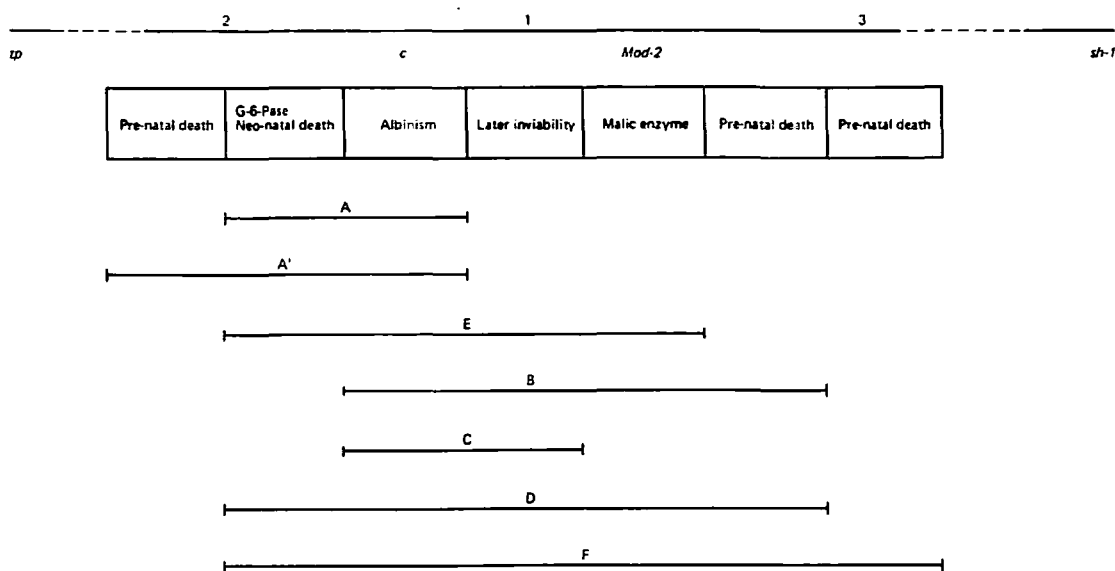 2 1 3
tp c Mod-2 sh-1
Pre-natal death
G-6-Pase
Neo-natal death
Albinism
Later inviability
Malic enzyme
Pre-natal death
Pre-natal death
A
A'
E
B
C
D
F